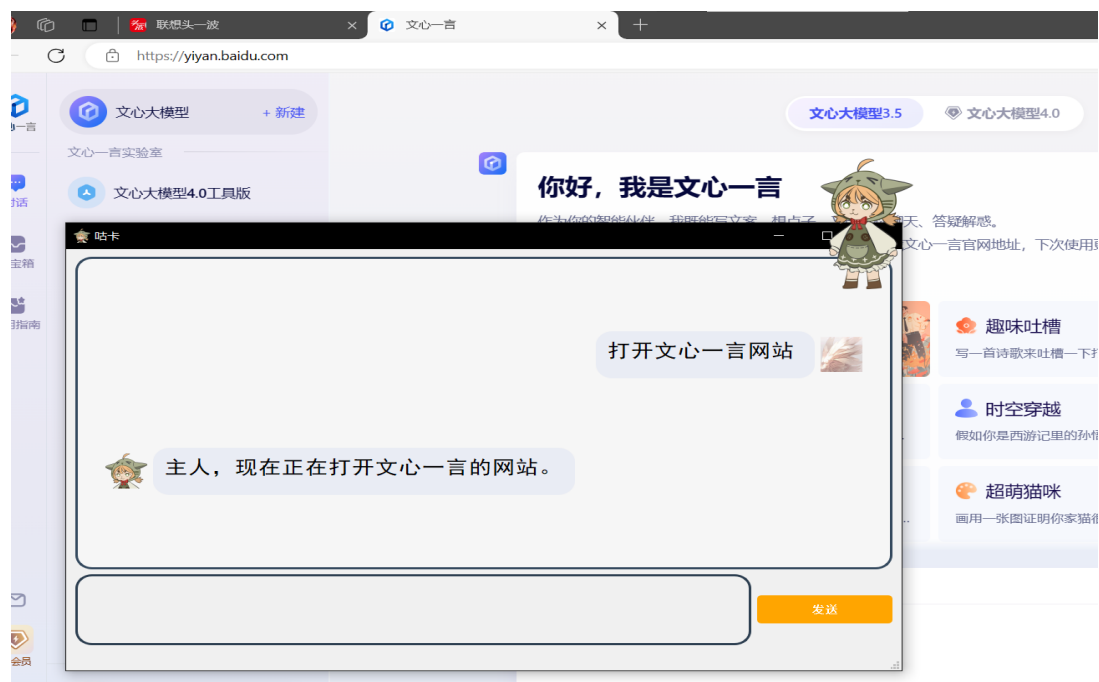 联想头一波
文心一言
https://yiyan.baidu.com
文心大模型
+ 新建
文心大模型3.5
文心大模型4.0
一言
文心一言实验室
文心大模型4.0工具版
你好，我是文心一言
答疑解惑。
文心一言官网地址，下次使用
咕卡
打开文心一言网站
主人，现在正在打开文心一言的网站。
发送
趣味吐槽
写一首诗歌来吐槽一下
时空穿越
假如你是西游记里的孙
超萌猫咪
画用一张图证明你家猫
对话
宝箱
指南
会员